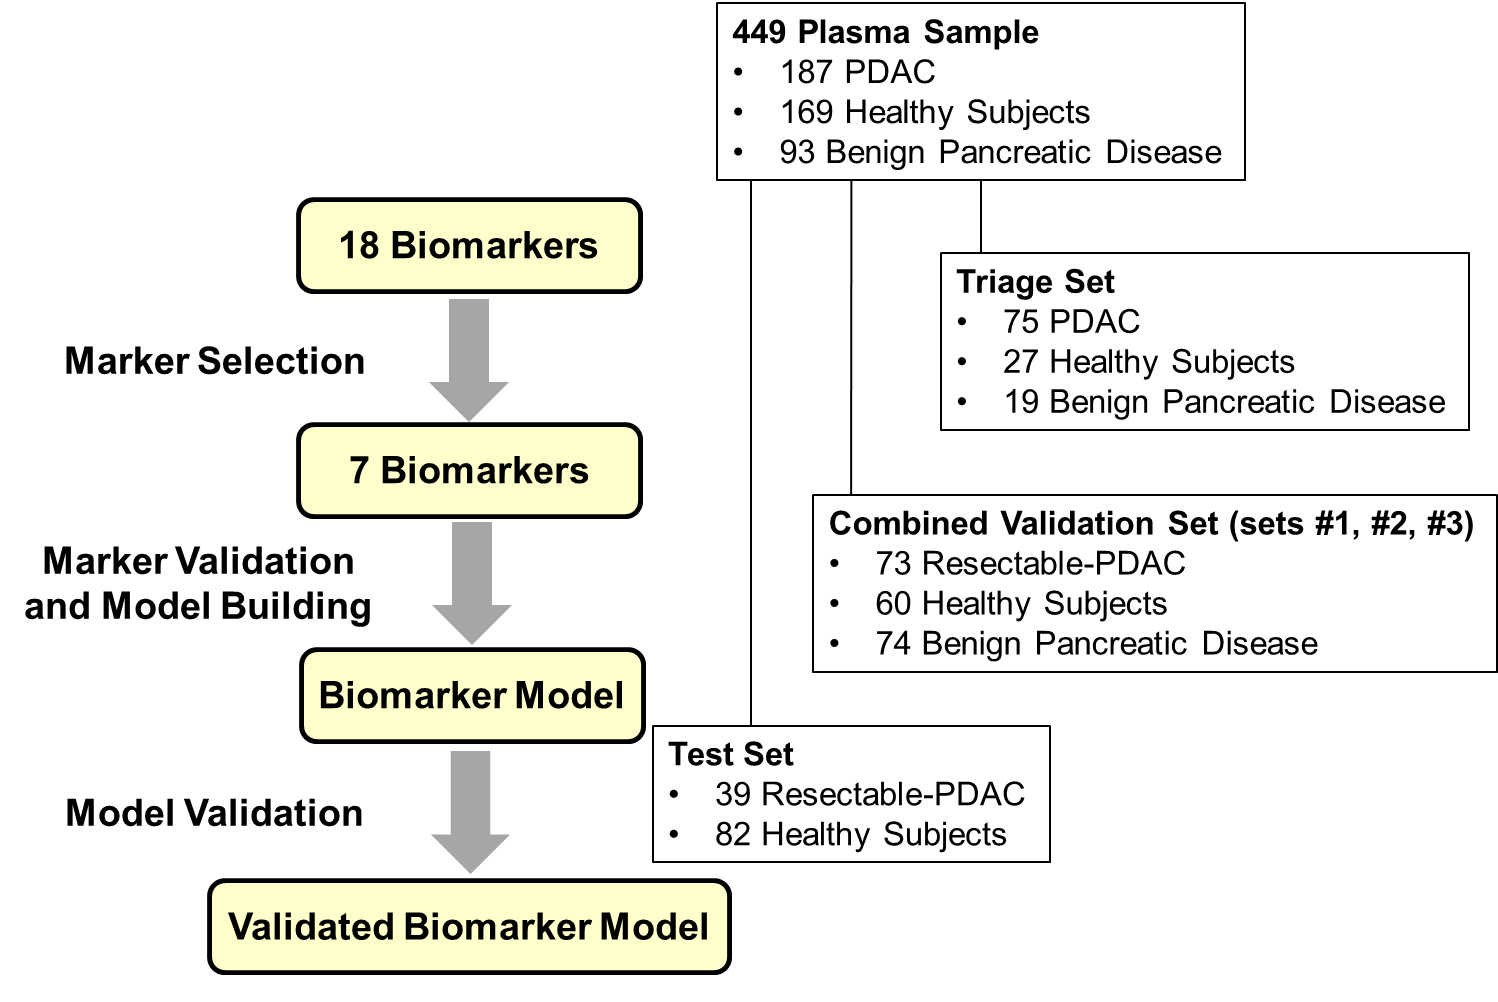 449 Plasma Sample
• 187 PDAC
• 169 Healthy Subjects
• 93 Benign Pancreatic Disease
18 Biomarkers
Marker Selection
Triage Set
• 75 PDAC
• 27 Healthy Subjects
• 19 Benign Pancreatic Disease
7 Biomarkers
Marker Validation
and Model Building
Combined Validation Set (sets #1, #2, #3)
• 73 Resectable-PDAC
• 60 Healthy Subjects
• 74 Benign Pancreatic Disease
Biomarker Model
Model Validation
Test Set
• 39 Resectable-PDAC
• 82 Healthy Subjects
Validated Biomarker Model